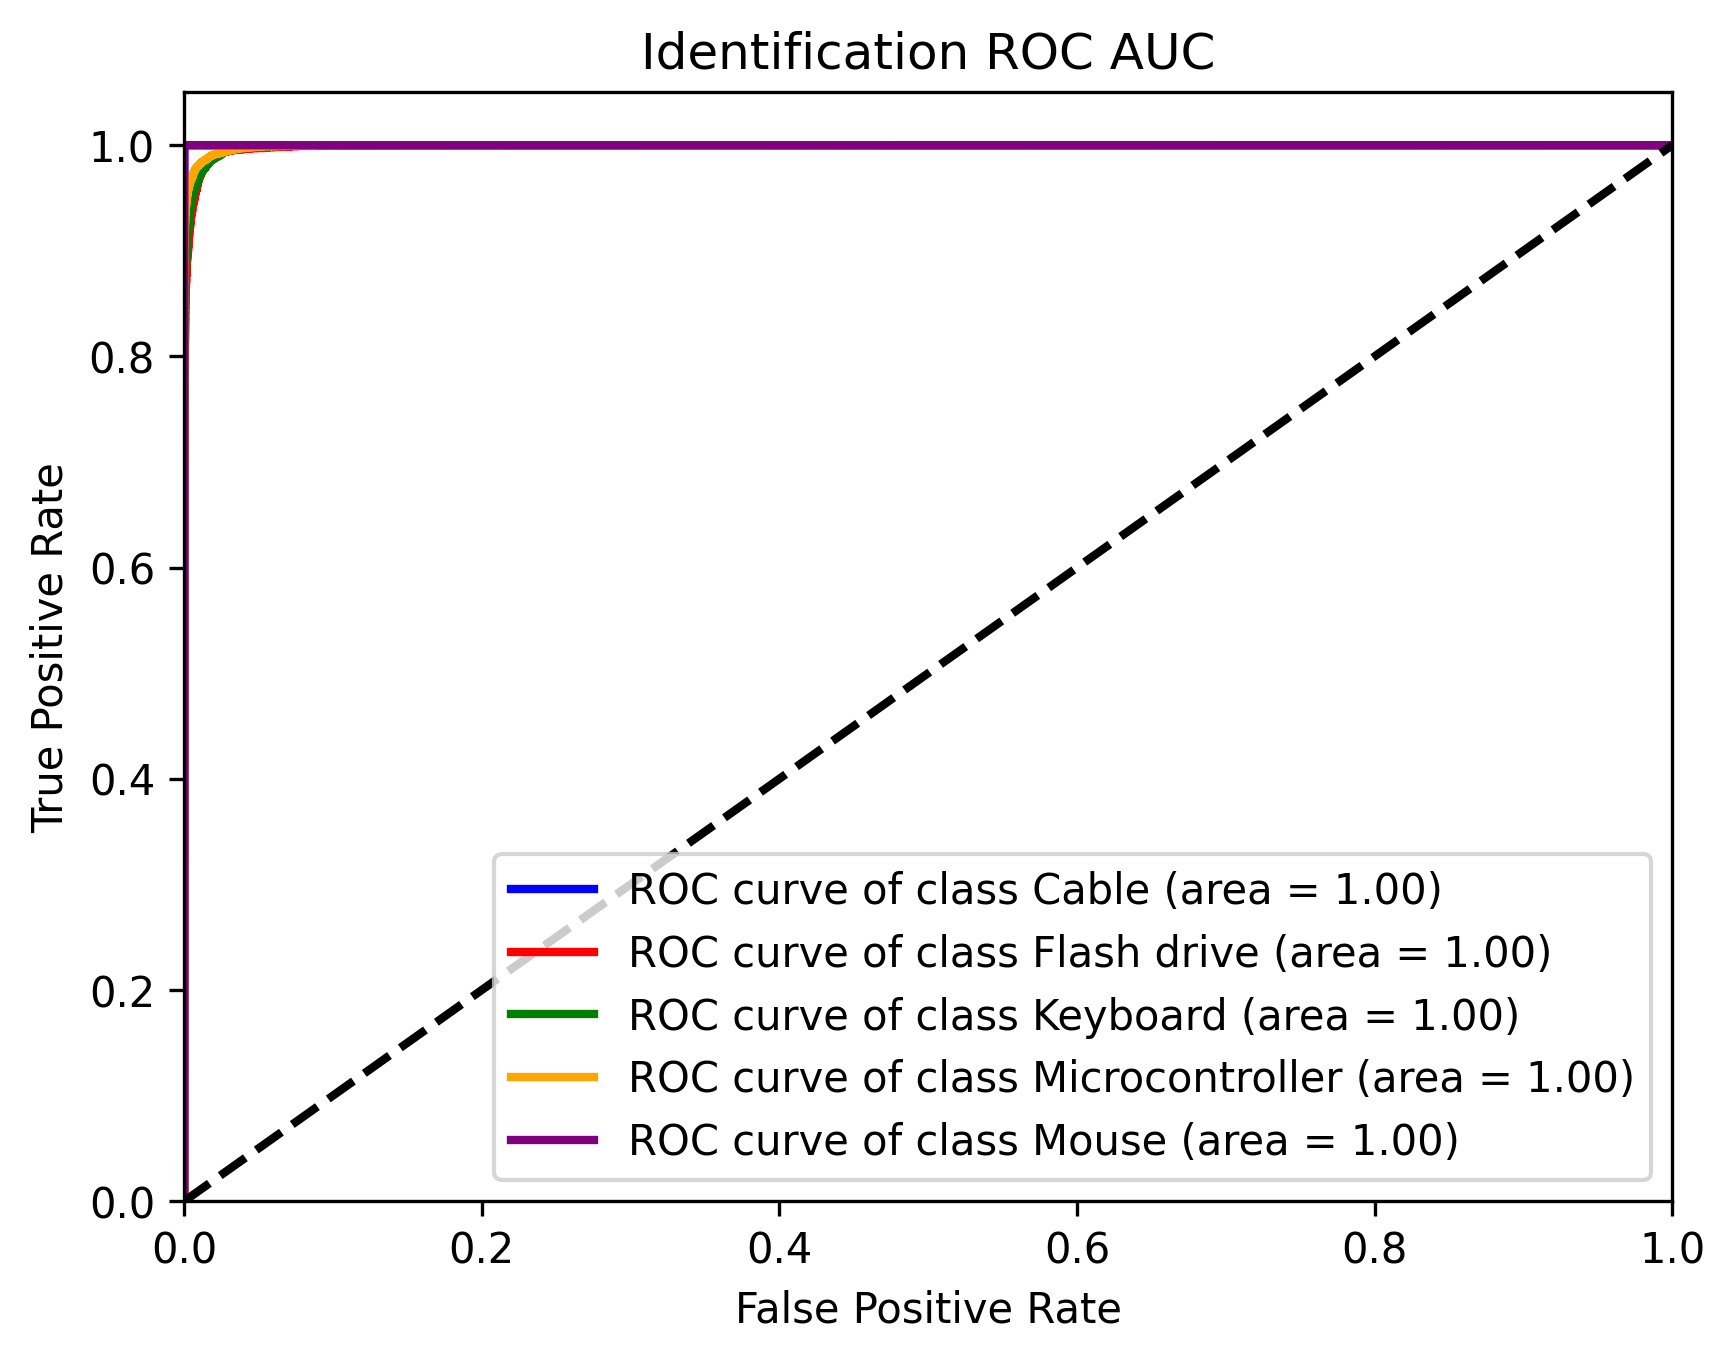 Identification ROC AUC
1.0
0.8
0.6
0.4
0.2
0.0
True Positive Rate
ROC curve of class Cable (area = 1.00)
ROC curve of class Flash drive (area = 1.00)
ROC curve of class Keyboard (area = 1.00)
ROC curve of class Microcontroller (area = 1.00)
ROC curve of class Mouse (area = 1.00)
0.0 0.2 0.4 0.6 0.8 1.0
False Positive Rate